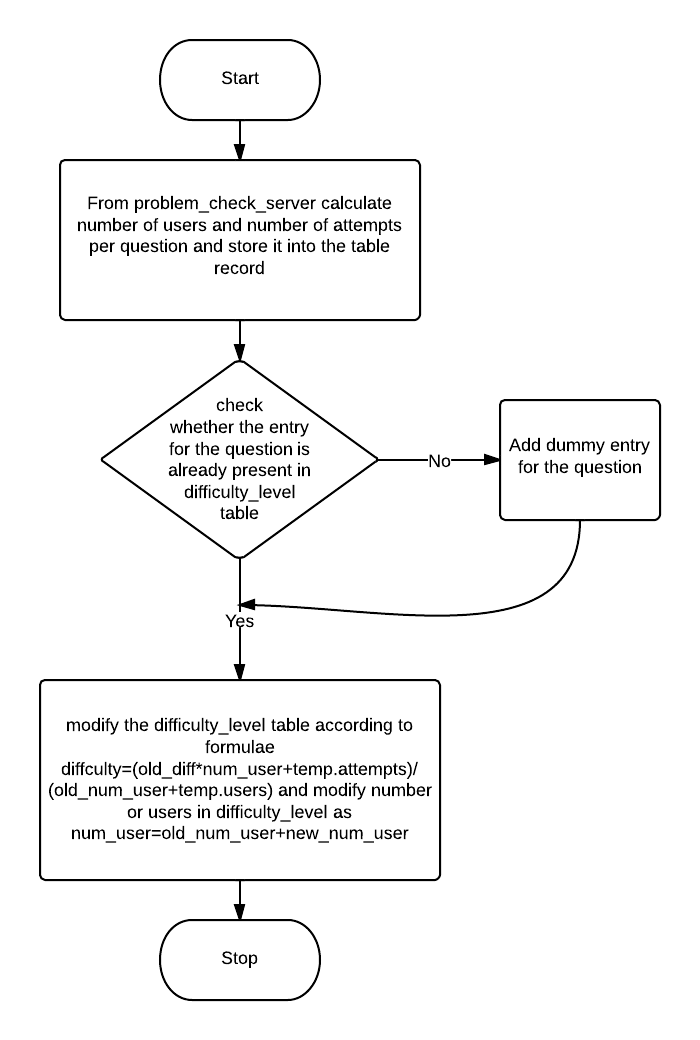 Start
From problem_check_server calculate
number of users and number of attempts
per question and store it into the table
record
check
whether the entry
for the question is
already present in
difficulty_level
table
No
Add dummy entry
for the question
Yes
modify the difficulty_level table according to
formulae
diffculty=(old_diff*num_user+temp.attempts)/
(old_num_user+temp.users) and modify number
or users in difficulty_level as
num_user=old_num_user+new_num_user
Stop